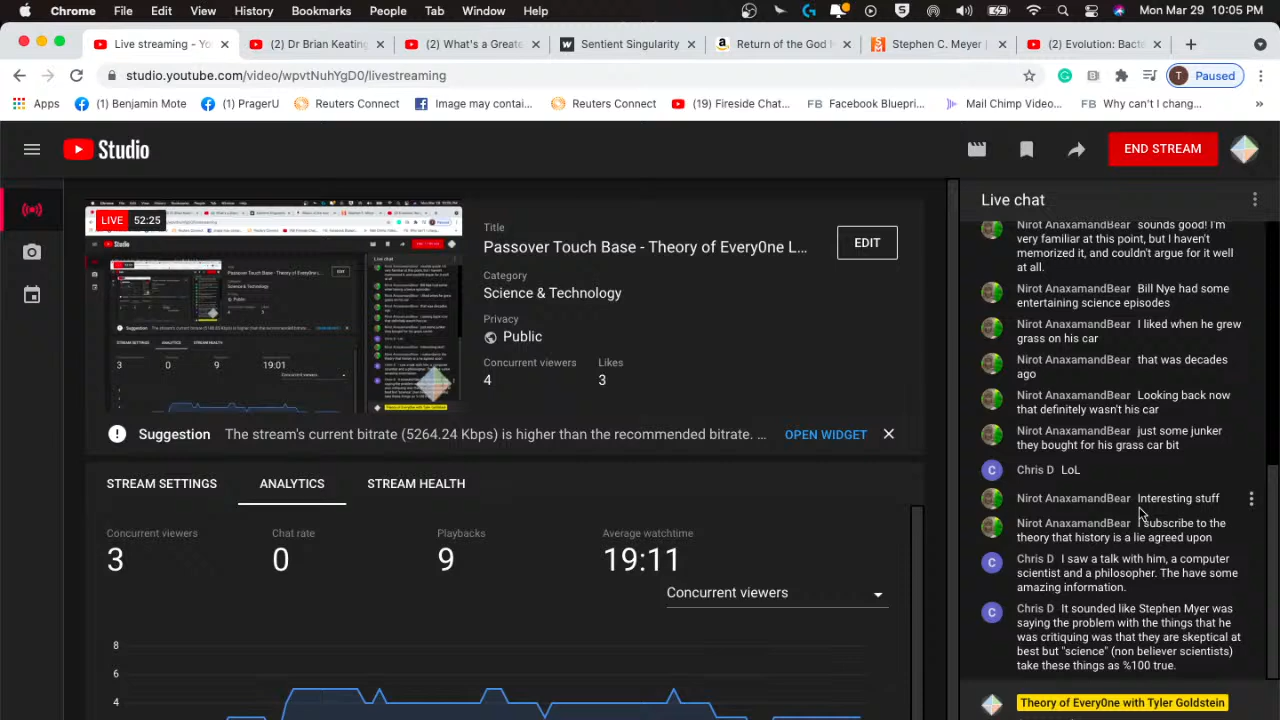 Chrome File Edit View History Bookmarks People Tab Window Help Mon Mar 29 10:05 PM
Live streaming - Yo (2) Dr Brian Keating (2) What's a Greate Sentient Singularity Return of the God Stephen C. Meyer (2) Evolution: Bacte
studio.youtube.com/video/wpvtNuhYgD0/livestreaming T Paused
Apps (1) Benjamin Mote (1) PragerU Reuters Connect Image may contai... Reuters Connect (19) Fireside Chat... FB Facebook Bluepri... Mail Chimp Video... FB Why can't I chang... »
Studio
END STREAM
LIVE 52:25
Title
Passover Touch Base - Theory of Every0ne L...
EDIT
Category
Science & Technology
Privacy
Public
Concurrent viewers Likes
4 3
Suggestion The stream's current bitrate (5264.24 Kbps) is higher than the recommended bitrate. ... OPEN WIDGET
STREAM SETTINGS ANALYTICS STREAM HEALTH
Concurrent viewers Chat rate Playbacks Average watchtime
3 0 9 19:11
Concurrent viewers
8
6
4
Live chat
Nirot AnaxamandBear sounds good! I'm
very familiar at this point, but I haven't
memorized it so couldn't argue for it well
at all.
Nirot AnaxamandBear Bill Nye had some
entertaining science episodes
Nirot AnaxamandBear I liked when he grew
grass on his car
Nirot AnaxamandBear that was decades
ago
Nirot AnaxamandBear Looking back now
that definitely wasn't his car
Nirot AnaxamandBear just some junker
they bought for his grass car bit
C Chris D LoL
Nirot AnaxamandBear Interesting stuff
Nirot AnaxamandBear I subscribe to the
theory that history is a lie agreed upon
C Chris D I saw a talk with him, a computer
scientist and a philosopher. The have some
amazing information.
C Chris D It sounded like Stephen Myer was
saying the problem with the things that he
was critiquing was that they are skeptical at
best but "science" (non believer scientists)
take these things as %100 true.
Theory of Every0ne with Tyler Goldstein